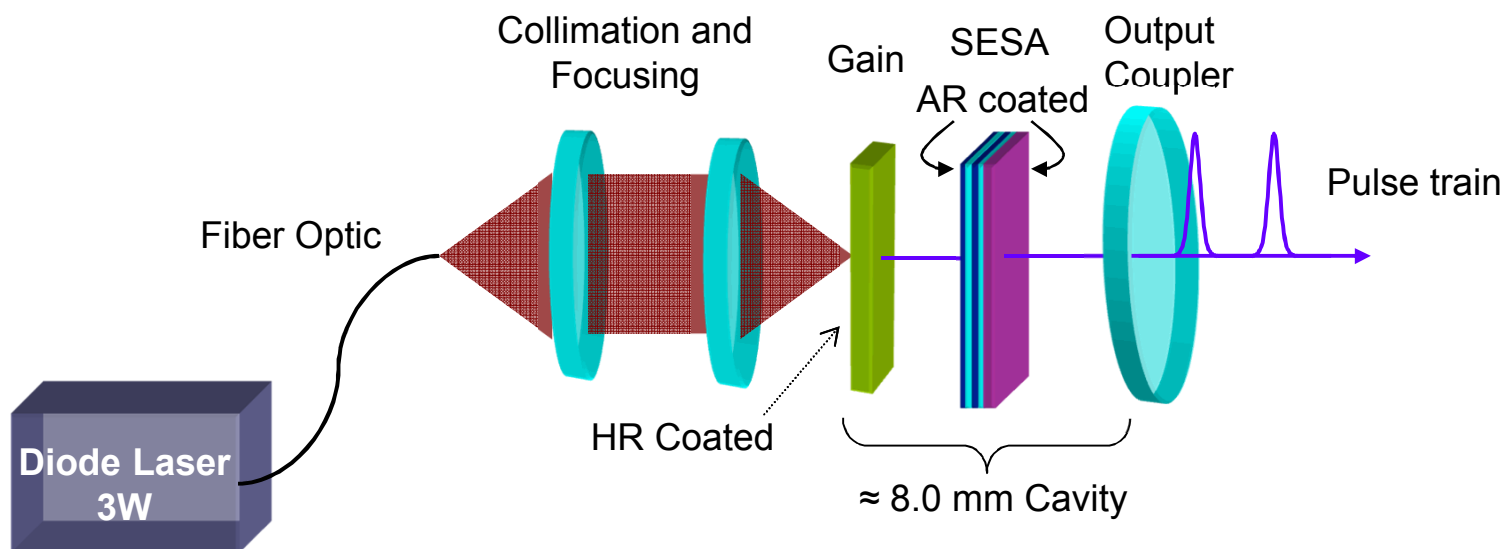 Collimation and
Focusing
Gain
SESA
AR coated
Output
Coupler
Pulse train
Fiber Optic
HR Coated
Diode Laser
3W
≈ 8.0 mm Cavity